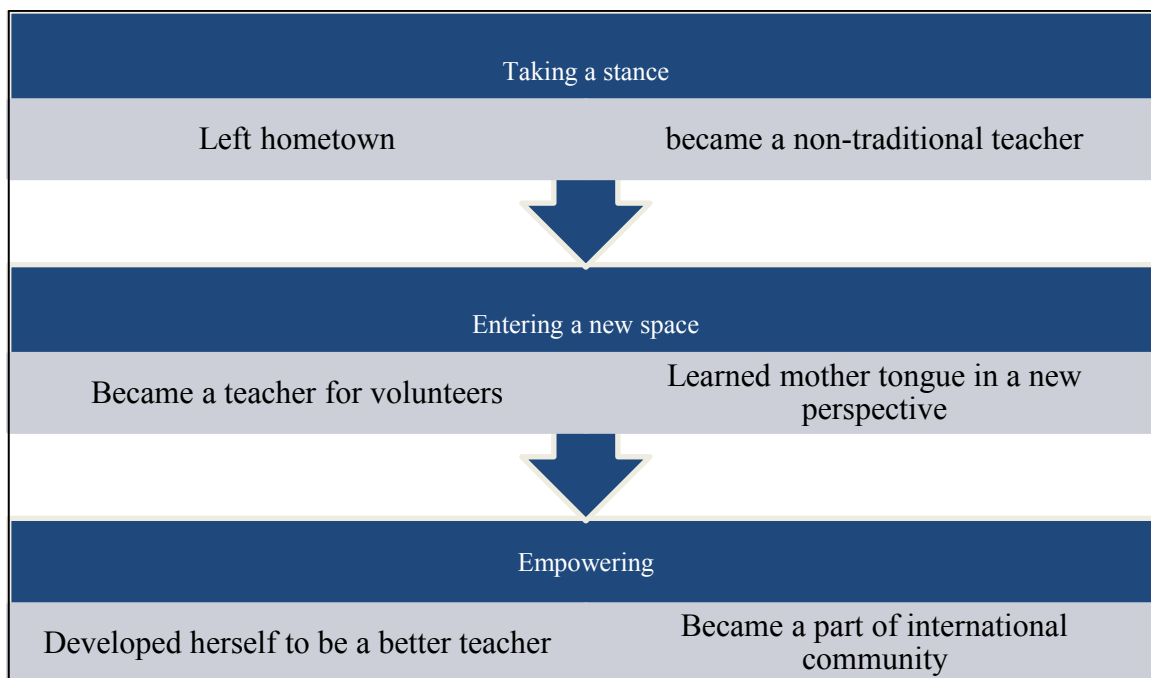 Taking a stance
Left hometown
became a non-traditional teacher
Entering a new space
Became a teacher for volunteers
Learned mother tongue in a new
perspective
Empowering
Developed herself to be a better teacher
Became a part of international
community